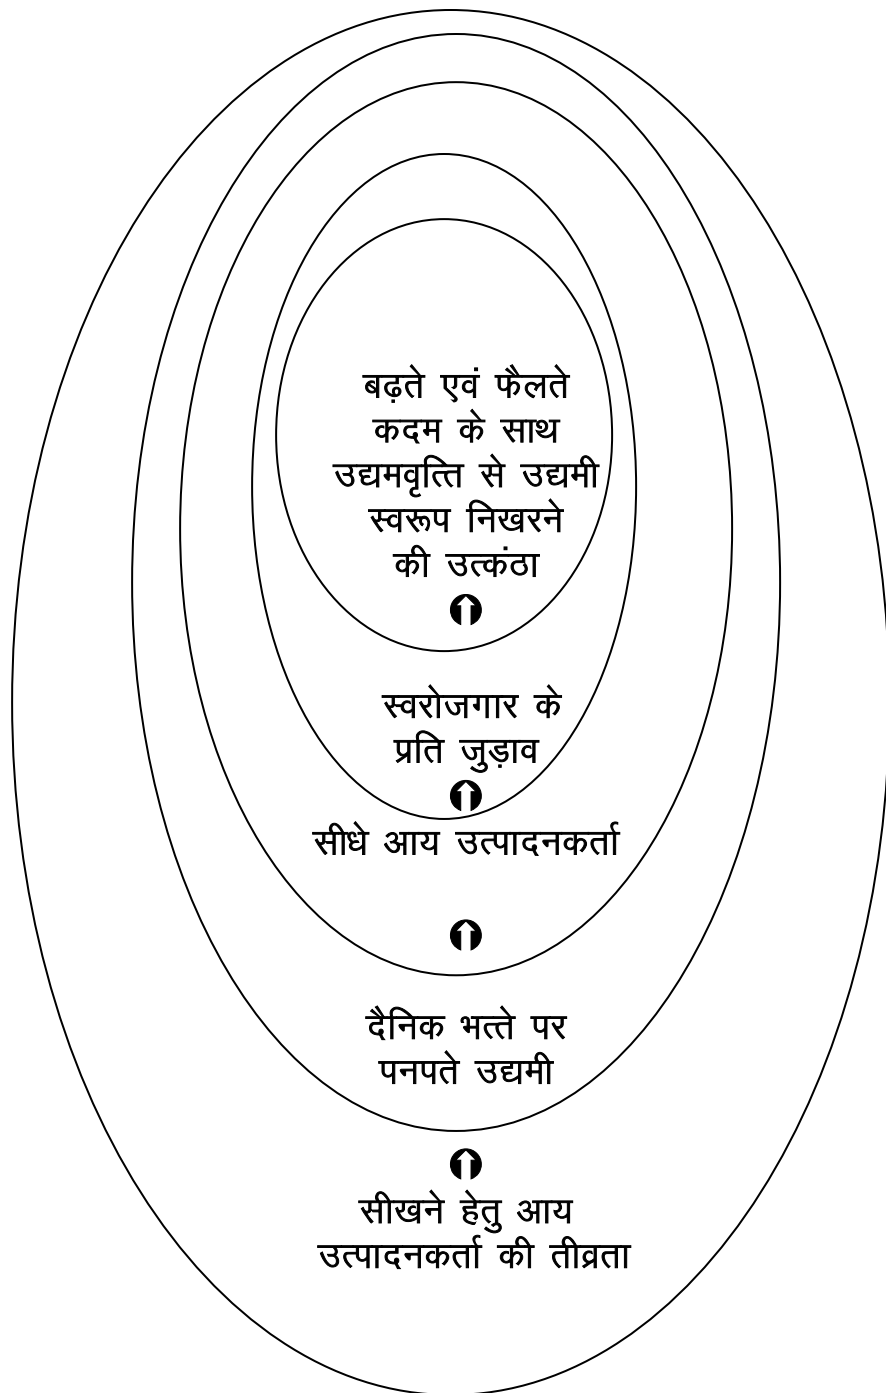 बढ़ते एवं फैलते
कदम के साथ
उद्यमवृत्ति से उद्यमी
स्वरूप निखरने
की उत्कंठा
स्वरोजगार के
प्रति जुड़ाव
सीधे आय उत्पादनकर्ता
दैनिक भत्ते पर
पनपते उद्यमी
सीखने हेतु आय
उत्पादनकर्ता की तीव्रता